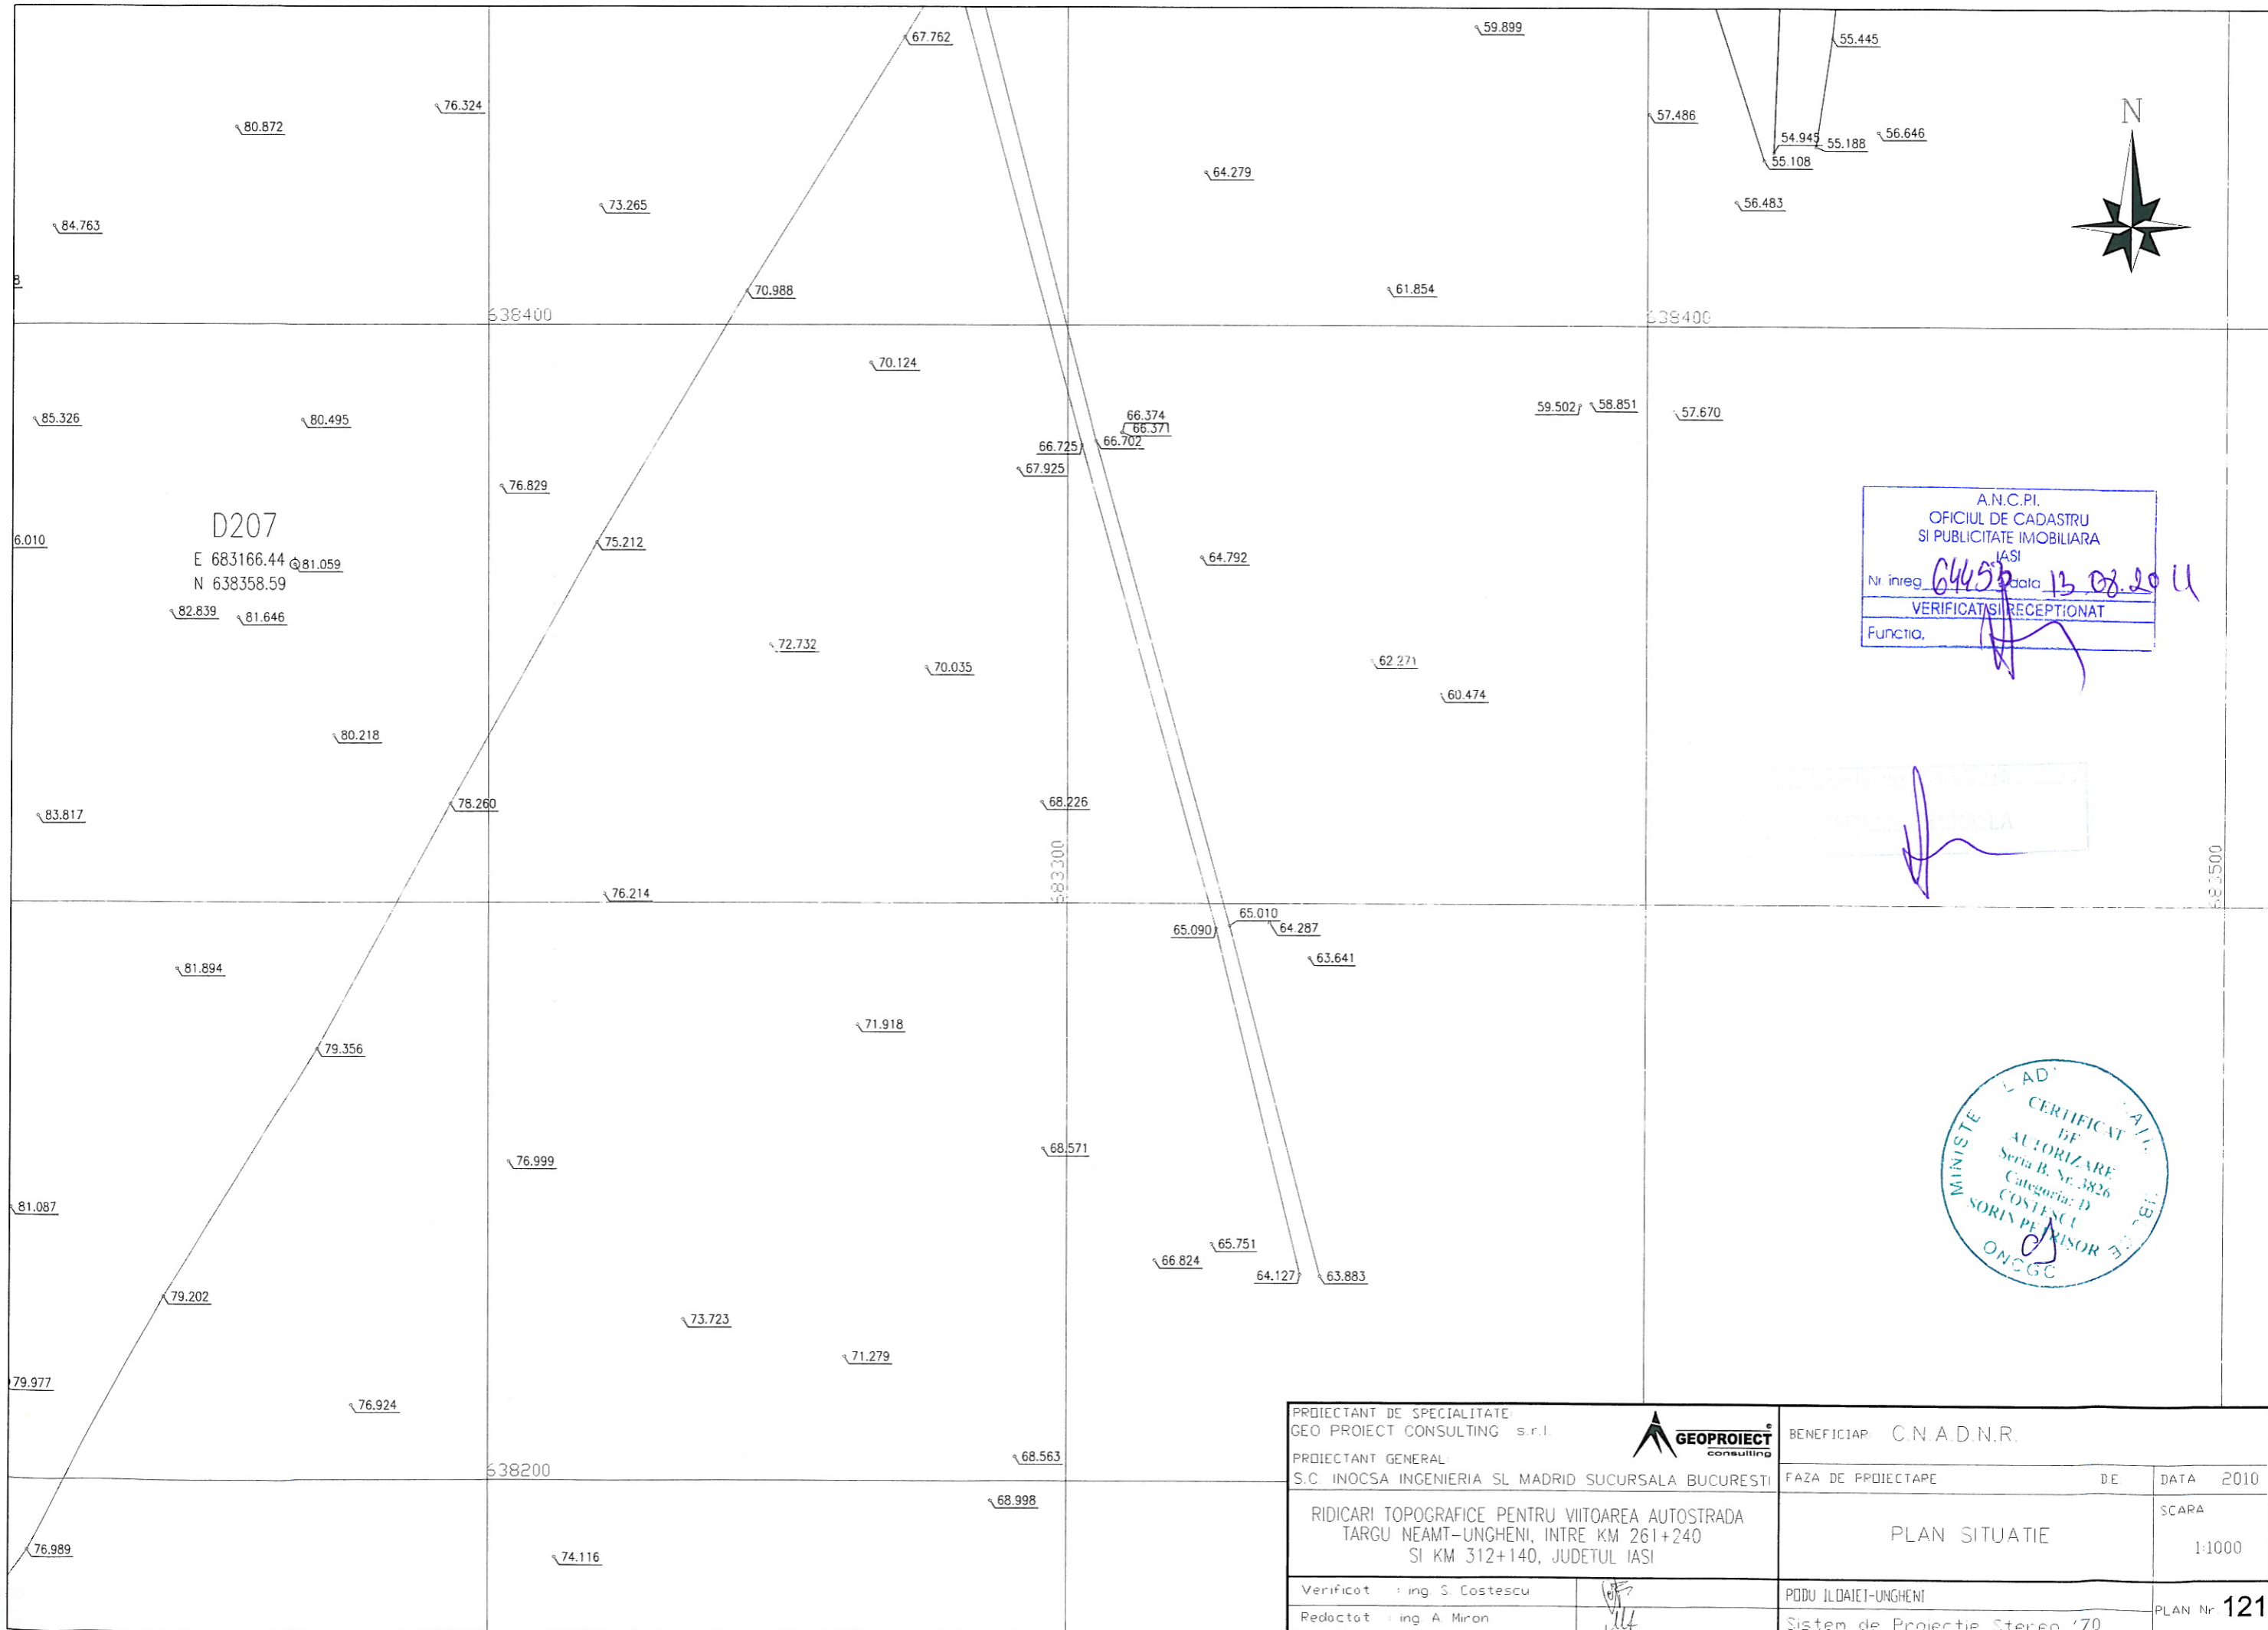 67.762
59.899
55.445
76.324
80.872
57.486
54.945
55.188
56.646
55.108
N
64.279
73.265
56.483
84.763
8
70.988
61.854
638400
638400
70.124
59.502
58.851
57.670
85.326
80.495
66.374
66.371
66.725
66.702
67.925
76.829
D207
E 683166.44
81.059
N 638358.59
6.010
75.212
64.792
82.839
81.646
A.N.C.P.I.
OFICIUL DE CADASTRU
SI PUBLICITATE IMOBILIARA
IASI
Nr. inreg data 13 08.2011
VERIFICAT SI RECEPTIONAT
Functia,
72.732
70.035
62.271
60.474
80.218
78.260
68.226
83.817
683300
683500
76.214
65.010
65.090
64.287
63.641
81.894
71.918
79.356
68.571
76.999
CERTIFICAT
DE
AUTORIZARE
Seria B. Nr. 3826
Categoria: D
COSTESCU
SORIN PETRISOR
MINISTE
ONCGC
81.087
66.824
65.751
64.127
63.883
79.202
73.723
71.279
79.977
76.924
68.563
638200
68.998
76.989
74.116
PROIECTANT DE SPECIALITATE:
GEO PROIECT CONSULTING s.r.l.
GEOPROIECT
consulting
PROIECTANT GENERAL:
S.C. INOCSA INGENIERIA SL MADRID SUCURSALA BUCURESTI
BENEFICIAR: C.N.A.D.N.R.
FAZA DE PROIECTARE D.E.
DATA 2010
RIDICARI TOPOGRAFICE PENTRU VIITOAREA AUTOSTRADA
TARGU NEAMT-UNGHENI, INTRE KM 261+240
SI KM 312+140, JUDETUL IASI
PLAN SITUATIE
SCARA
1:1000
Verificat : ing. S. Costescu
Redactat : ing. A. Miron
PODU ILOAIEI-UNGHENI
Sistem de Proiectie Stereo '70
PLAN Nr. 121